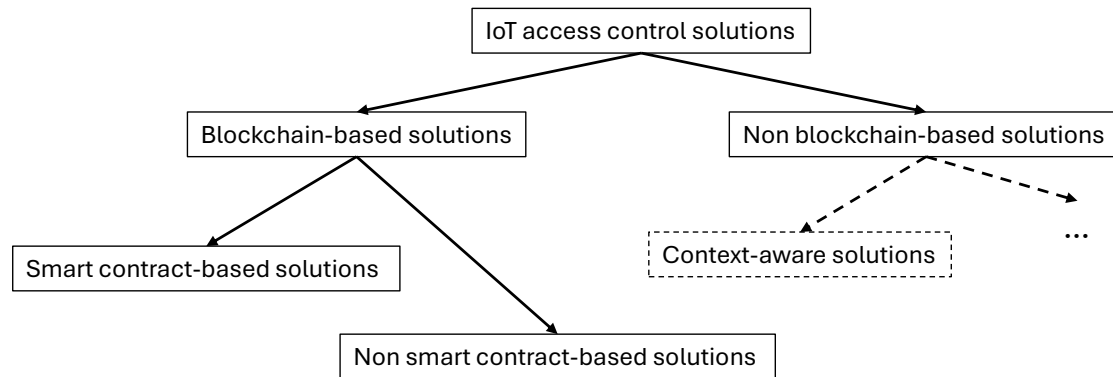 IoT access control solutions
Blockchain-based solutions
Non blockchain-based solutions
...
Context-aware solutions
Smart contract-based solutions
Non smart contract-based solutions